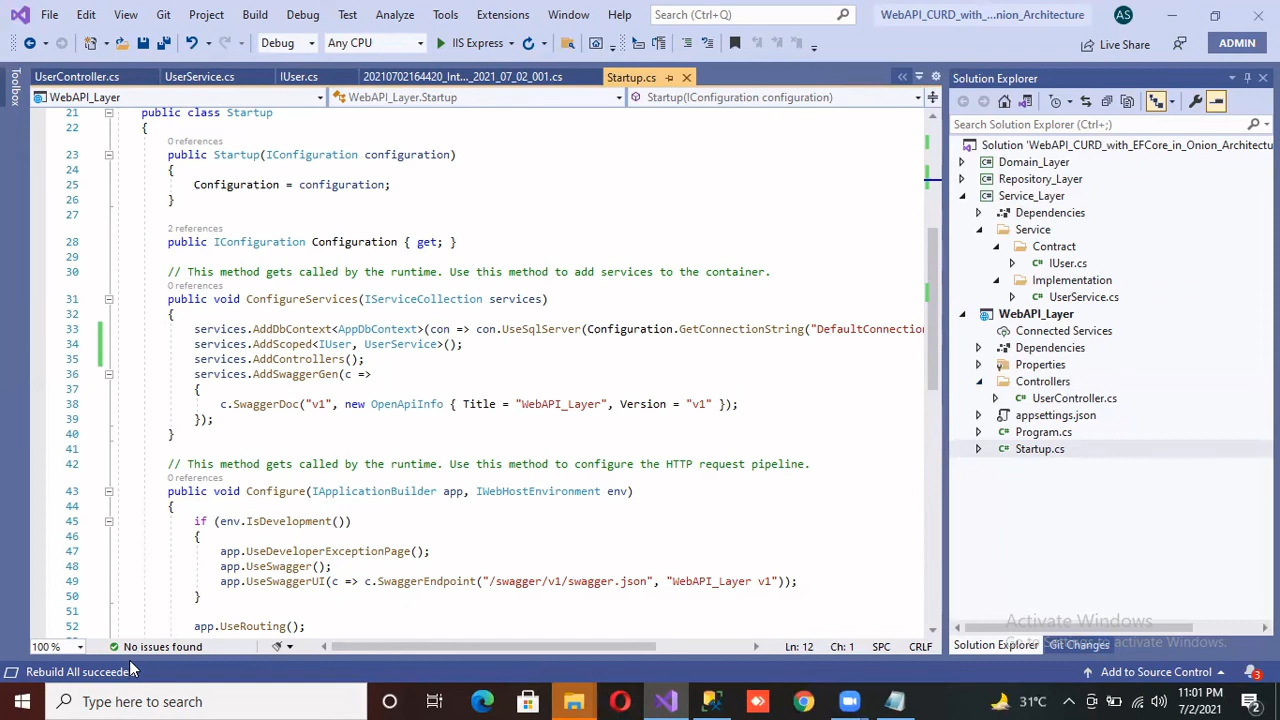 File Edit View Git Project Build Debug Test Analyze Tools Extensions Window Help Search (Ctrl+Q) WebAPI_CURD_with_...nion_Architecture AS
Debug Any CPU IIS Express Live Share ADMIN
UserController.cs UserService.cs IUser.cs 20210702164420_Int..._2021_07_02_001.cs Startup.cs
WebAPI_Layer WebAPI_Layer.Startup Startup(IConfiguration configuration)
21 public class Startup
22 {
0 references
23 public Startup(IConfiguration configuration)
24 {
25 Configuration = configuration;
26 }
27
2 references
28 public IConfiguration Configuration { get; }
29
30 // This method gets called by the runtime. Use this method to add services to the container.
0 references
31 public void ConfigureServices(IServiceCollection services)
32 {
33 services.AddDbContext<AppDbContext>(con => con.UseSqlServer(Configuration.GetConnectionString("DefaultConnection
34 services.AddScoped<IUser, UserService>();
35 services.AddControllers();
36 services.AddSwaggerGen(c =>
37 {
38 c.SwaggerDoc("v1", new OpenApiInfo { Title = "WebAPI_Layer", Version = "v1" });
39 });
40 }
41
42 // This method gets called by the runtime. Use this method to configure the HTTP request pipeline.
0 references
43 public void Configure(IApplicationBuilder app, IWebHostEnvironment env)
44 {
45 if (env.IsDevelopment())
46 {
47 app.UseDeveloperExceptionPage();
48 app.UseSwagger();
49 app.UseSwaggerUI(c => c.SwaggerEndpoint("/swagger/v1/swagger.json", "WebAPI_Layer v1"));
50 }
51
52 app.UseRouting();
100 % No issues found Ln: 12 Ch: 1 SPC CRLF
Toolbox
Solution Explorer
Search Solution Explorer (Ctrl+;)
Solution 'WebAPI_CURD_with_EFCore_in_Onion_Architectu
Domain_Layer
Repository_Layer
Service_Layer
Dependencies
Service
Contract
IUser.cs
Implementation
UserService.cs
WebAPI_Layer
Connected Services
Dependencies
Properties
Controllers
UserController.cs
appsettings.json
Program.cs
Startup.cs
Activate Windows
Go to Settings to activate Windows.
Solution Explorer Git Changes
Rebuild All succeeded Add to Source Control 3
Type here to search 31°C 11:01 PM
7/2/2021 2